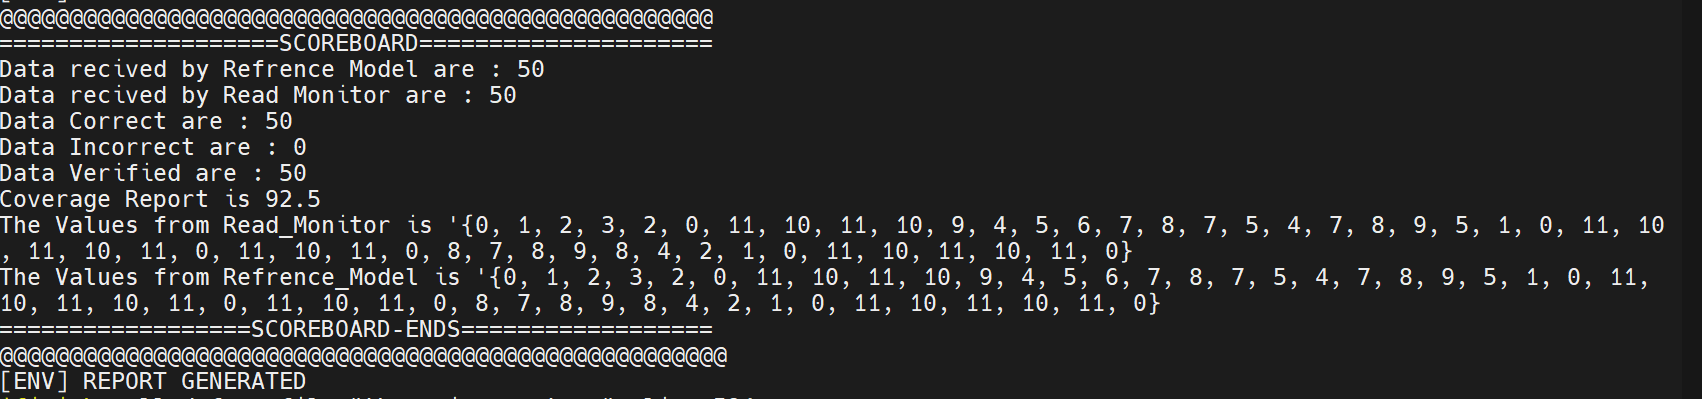 @@@@@@@@@@@@@@@@@@@@@@@@@@@@@@@@@@@@@@@@@@@@@@@@@@@
====================SCOREBOARD=====================
Data recived by Refrence Model are : 50
Data recived by Read Monitor are : 50
Data Correct are : 50
Data Incorrect are : 0
Data Verified are : 50
Coverage Report is 92.5
The Values from Read_Monitor is '{0, 1, 2, 3, 2, 0, 11, 10, 11, 10, 9, 4, 5, 6, 7, 8, 7, 5, 4, 7, 8, 9, 5, 1, 0, 11, 10
, 11, 10, 11, 0, 11, 10, 11, 0, 8, 7, 8, 9, 8, 4, 2, 1, 0, 11, 10, 11, 10, 11, 0}
The Values from Refrence_Model is '{0, 1, 2, 3, 2, 0, 11, 10, 11, 10, 9, 4, 5, 6, 7, 8, 7, 5, 4, 7, 8, 9, 5, 1, 0, 11,
10, 11, 10, 11, 0, 11, 10, 11, 0, 8, 7, 8, 9, 8, 4, 2, 1, 0, 11, 10, 11, 10, 11, 0}
==================SCOREBOARD-ENDS==================
@@@@@@@@@@@@@@@@@@@@@@@@@@@@@@@@@@@@@@@@@@@@@@@@@@@@
[ENV] REPORT GENERATED